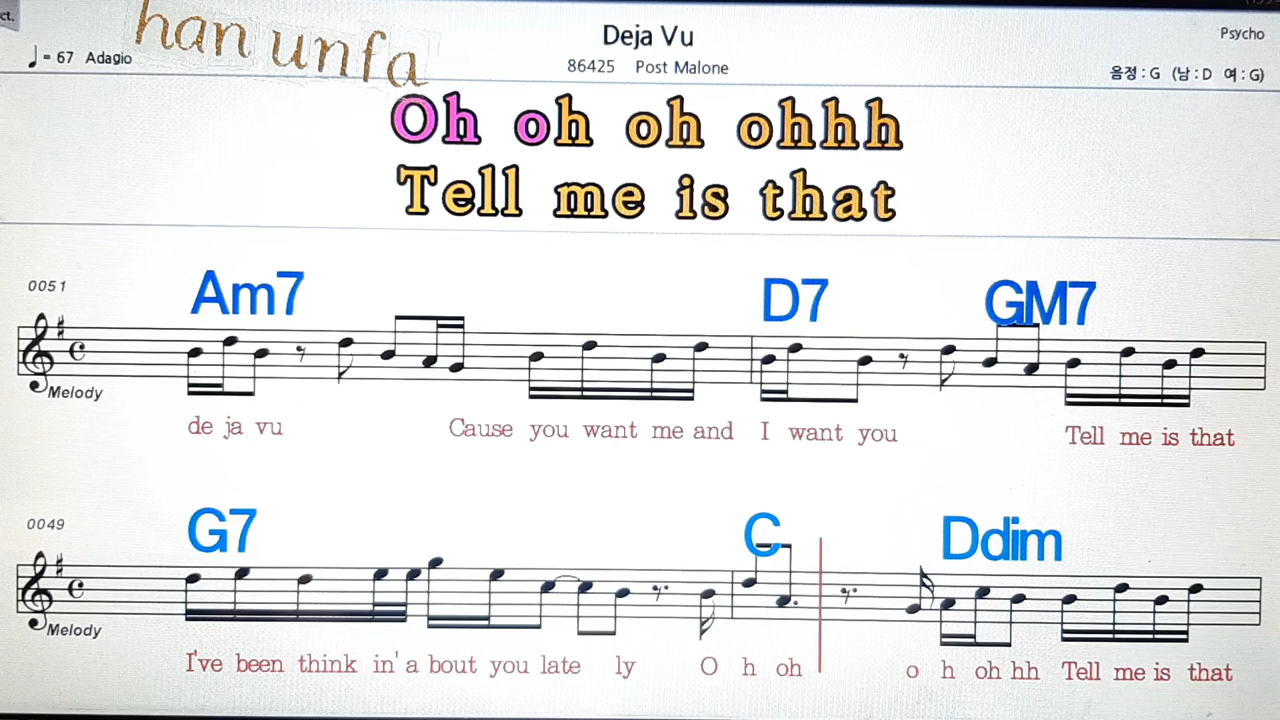 ct.
han unfa
Deja Vu
Psycho
♩= 67 Adagio
86425 Post Malone
음정 : G (남 : D 여 : G)
Oh oh oh ohhh
Tell me is that
0051
Am7 D7 GM7
Melody
de ja vu Cause you want me and I want you Tell me is that
0049
G7 C Ddim
Melody
I've been think in' a bout you late ly O h oh o h oh hh Tell me is that